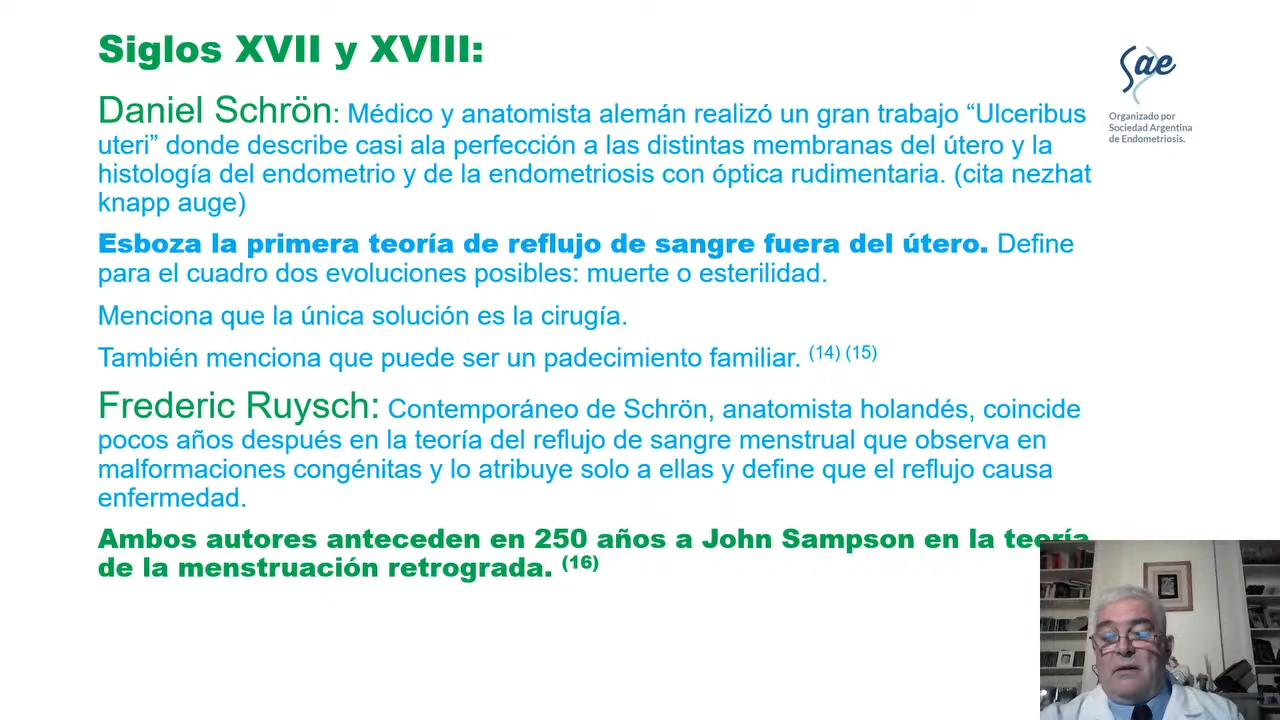 Siglos XVII y XVIII:
Daniel Schrön: Médico y anatomista alemán realizó un gran trabajo “Ulceribus
uteri” donde describe casi ala perfección a las distintas membranas del útero y la
histología del endometrio y de la endometriosis con óptica rudimentaria. (cita nezhat
knapp auge)
Esboza la primera teoría de reflujo de sangre fuera del útero. Define
para el cuadro dos evoluciones posibles: muerte o esterilidad.
Menciona que la única solución es la cirugía.
También menciona que puede ser un padecimiento familiar. (14) (15)
Frederic Ruysch: Contemporáneo de Schrön, anatomista holandés, coincide
pocos años después en la teoría del reflujo de sangre menstrual que observa en
malformaciones congénitas y lo atribuye solo a ellas y define que el reflujo causa
enfermedad.
Ambos autores anteceden en 250 años a John Sampson en la teoría
de la menstruación retrograda. (16)
Sae
Organizado por
Sociedad Argentina
de Endometriosis.